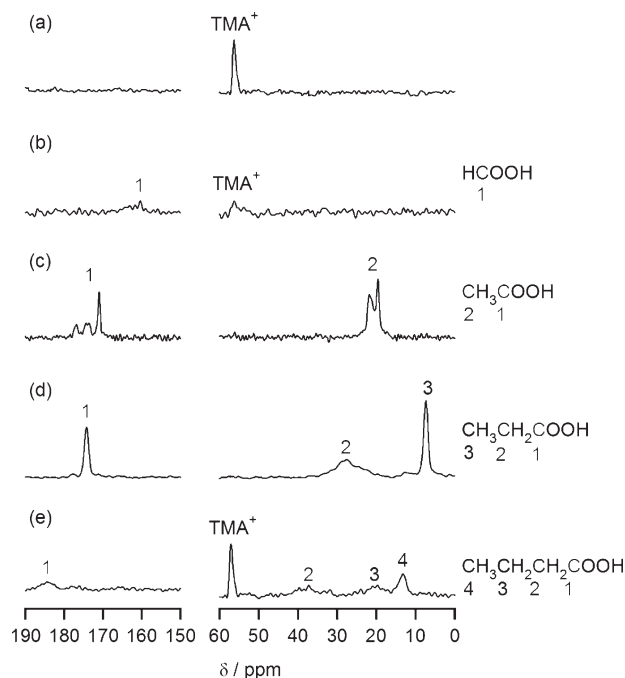 (a)
TMA⁺
(b)
1
TMA⁺
HCOOH
1
(c)
1
2
CH₃COOH
2 1
(d)
1
2
3
CH₃CH₂COOH
3 2 1
(e)
1
TMA⁺
2
3
4
CH₃CH₂CH₂COOH
4 3 2 1
190 180 170 160 150 60 50 40 30 20 10 0
δ / ppm